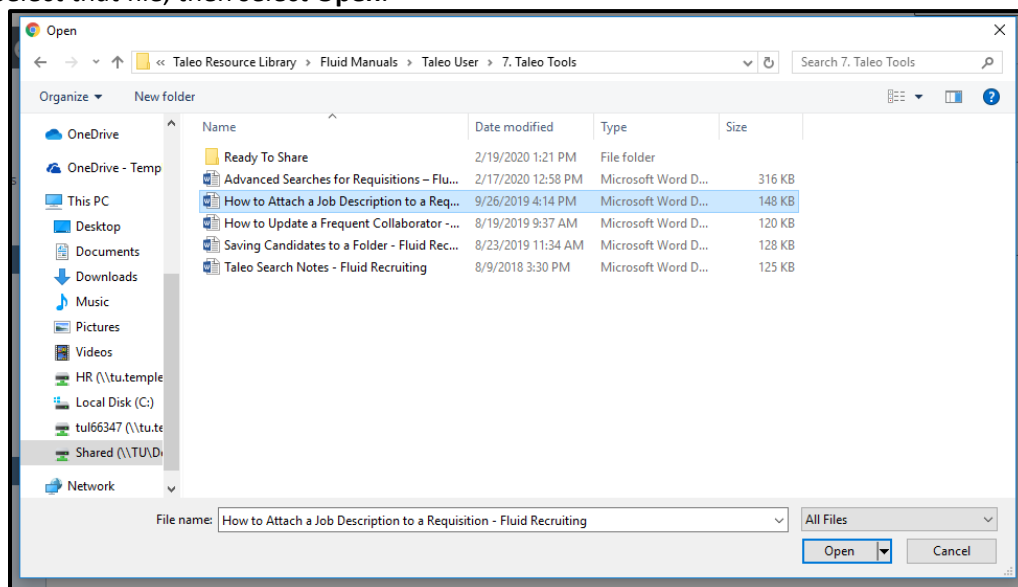 select that file, then select Open.
Open
« Taleo Resource Library > Fluid Manuals > Taleo User > 7. Taleo Tools
Search 7. Taleo Tools
Organize
New folder
Name Date modified Type Size
OneDrive
OneDrive - Temp
This PC
Desktop
Documents
Downloads
Music
Pictures
Videos
HR (\\tu.temple
Local Disk (C:)
tul66347 (\\tu.te
Shared (\\TU\D
Network
Ready To Share 2/19/2020 1:21 PM File folder
Advanced Searches for Requisitions – Flu... 2/17/2020 12:58 PM Microsoft Word D... 316 KB
How to Attach a Job Description to a Req... 9/26/2019 4:14 PM Microsoft Word D... 148 KB
How to Update a Frequent Collaborator -... 8/19/2019 9:37 AM Microsoft Word D... 120 KB
Saving Candidates to a Folder - Fluid Rec... 8/23/2019 11:34 AM Microsoft Word D... 128 KB
Taleo Search Notes - Fluid Recruiting 8/9/2018 3:30 PM Microsoft Word D... 125 KB
File name: How to Attach a Job Description to a Requisition - Fluid Recruiting
All Files
Open
Cancel